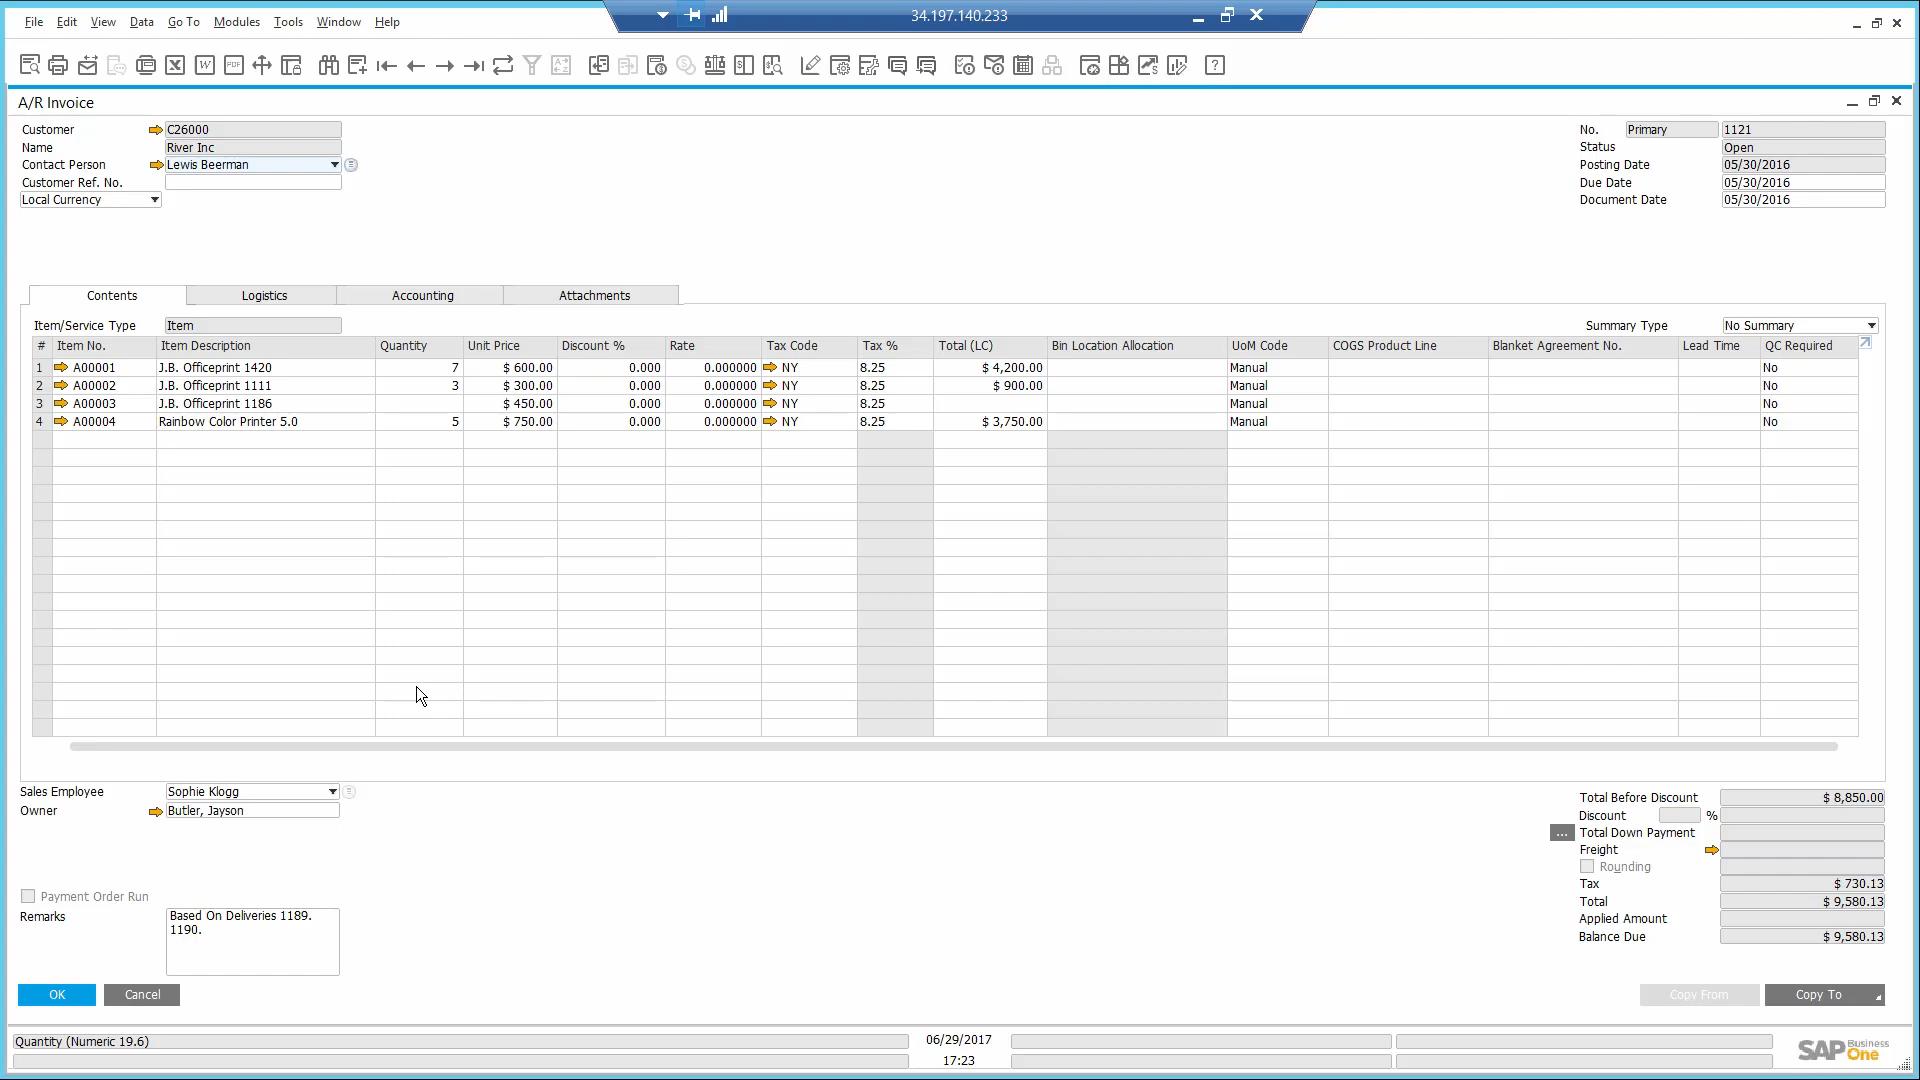 34.197.140.233
File Edit View Data Go To Modules Tools Window Help
A/R Invoice
Customer C26000
Name River Inc
Contact Person Lewis Beerman
Customer Ref. No.
Local Currency
No. Primary 1121
Status Open
Posting Date 05/30/2016
Due Date 05/30/2016
Document Date 05/30/2016
Contents Logistics Accounting Attachments
Item/Service Type Item Summary Type No Summary
# Item No. Item Description Quantity Unit Price Discount % Rate Tax Code Tax % Total (LC) Bin Location Allocation UoM Code COGS Product Line Blanket Agreement No. Lead Time QC Required
1 A00001 J.B. Officeprint 1420 7 $ 600.00 0.000 0.000000 NY 8.25 $ 4,200.00 Manual No
2 A00002 J.B. Officeprint 1111 3 $ 300.00 0.000 0.000000 NY 8.25 $ 900.00 Manual No
3 A00003 J.B. Officeprint 1186 $ 450.00 0.000 0.000000 NY 8.25 Manual No
4 A00004 Rainbow Color Printer 5.0 5 $ 750.00 0.000 0.000000 NY 8.25 $ 3,750.00 Manual No
Sales Employee Sophie Klogg
Owner Butler, Jayson
Payment Order Run
Remarks Based On Deliveries 1189.
1190.
Total Before Discount $ 8,850.00
Discount %
... Total Down Payment
Freight
Rounding
Tax $ 730.13
Total $ 9,580.13
Applied Amount
Balance Due $ 9,580.13
OK Cancel Copy From Copy To
Quantity (Numeric 19.6) 06/29/2017
17:23
SAP Business One